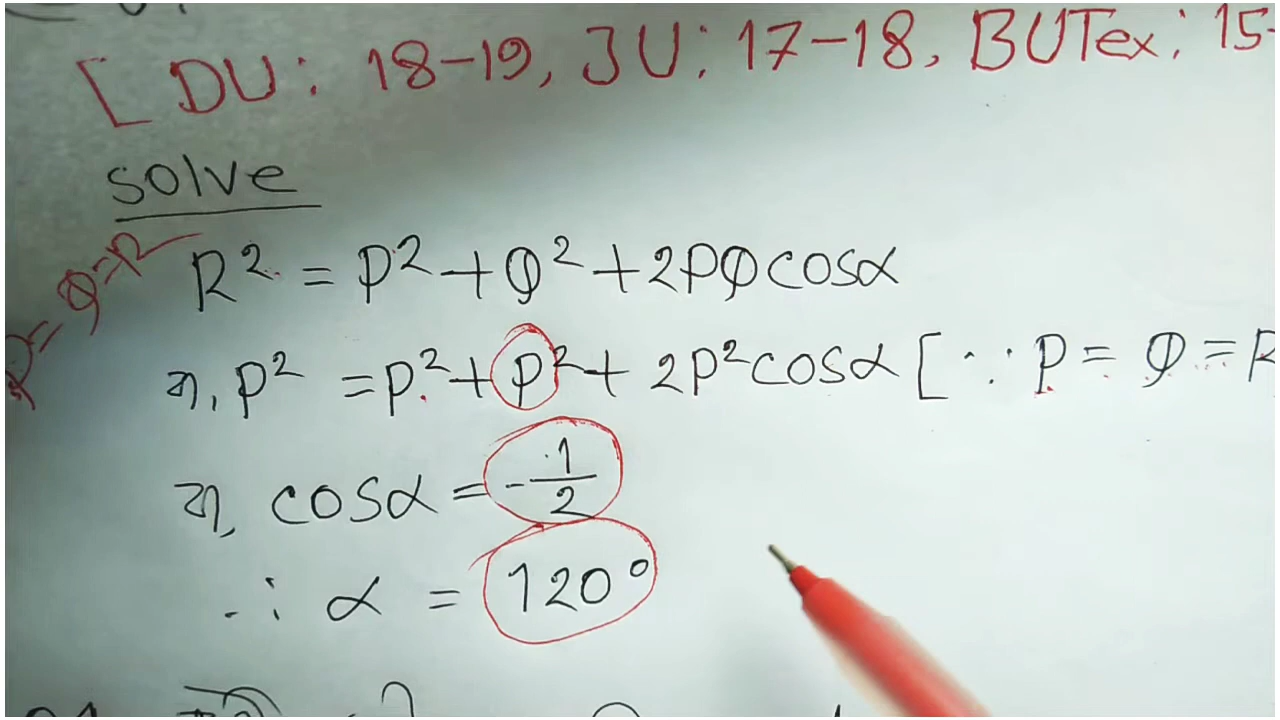 [ DU: 18-19, JU: 17-18, BUTex: 15-
solve
P=Q=R
R² = P² + Q² + 2PQ cosα
বা, P² = P² + P² + 2P² cosα [ ∵ P = Q = R
বা, cosα = -1/2
∴ α = 120°